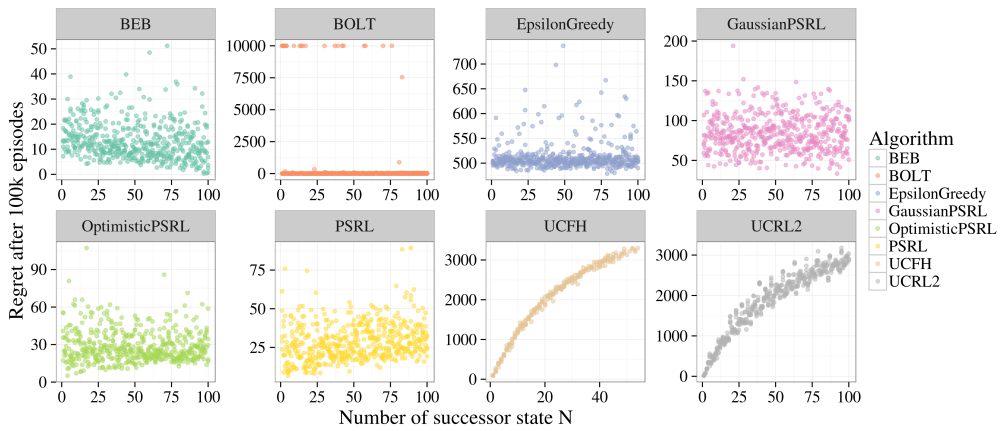 BEB
BOLT
EpsilonGreedy
GaussianPSRL
50
40
30
20
10
0
0 25 50 75 100
10000
7500
5000
2500
0
0 25 50 75 100
700
650
600
550
500
0 25 50 75 100
200
150
100
50
0 25 50 75 100
OptimisticPSRL
PSRL
UCFH
UCRL2
90
60
30
0
0 25 50 75 100
75
50
25
0 25 50 75 100
3000
2000
1000
0
0 20 40
3000
2000
1000
0
0 25 50 75 100
Regret after 100k episodes
Number of successor state N
Algorithm
BEB
BOLT
EpsilonGreedy
GaussianPSRL
OptimisticPSRL
PSRL
UCFH
UCRL2